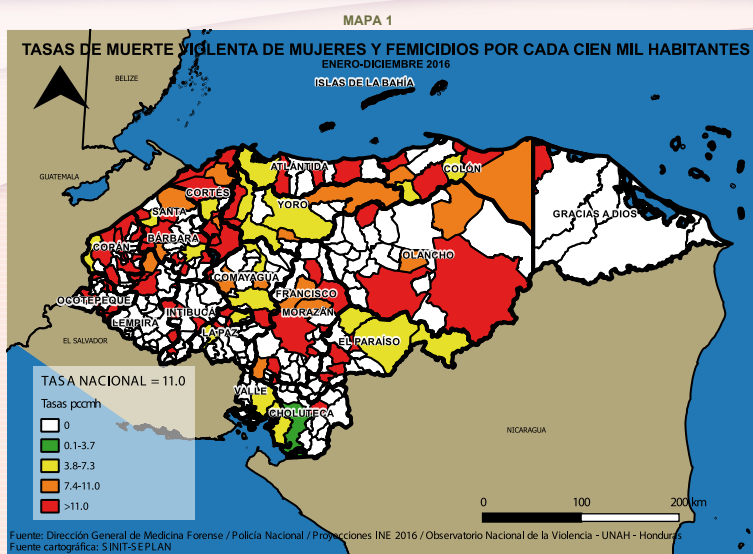 MAPA 1
TASAS DE MUERTE VIOLENTA DE MUJERES Y FEMICIDIOS POR CADA CIEN MIL HABITANTES
ENERO-DICIEMBRE 2016
BELIZE
ISLAS DE LA BAHÍA
GUATEMALA
ATLÁNTIDA
COLÓN
CORTÉS
YORO
SANTA
BÁRBARA
GRACIAS A DIOS
COPÁN
OLANCHO
COMAYAGUA
OCOTEPEQUE
FRANCISCO
MORAZÁN
INTIBUCÁ
LEMPIRA
LA PAZ
EL PARAÍSO
EL SALVADOR
VALLE
CHOLUTECA
NICARAGUA
TASA NACIONAL = 11.0
Tasas pccmh
0
0.1-3.7
3.8-7.3
7.4-11.0
>11.0
0 200 km
Fuente: Dirección General de Medicina Forense / Policía Nacional / Proyecciones INE 2016 / Observatorio Nacional de la Violencia - UNAH - Honduras
Fuente cartográfica: SINIT-SEPLAN